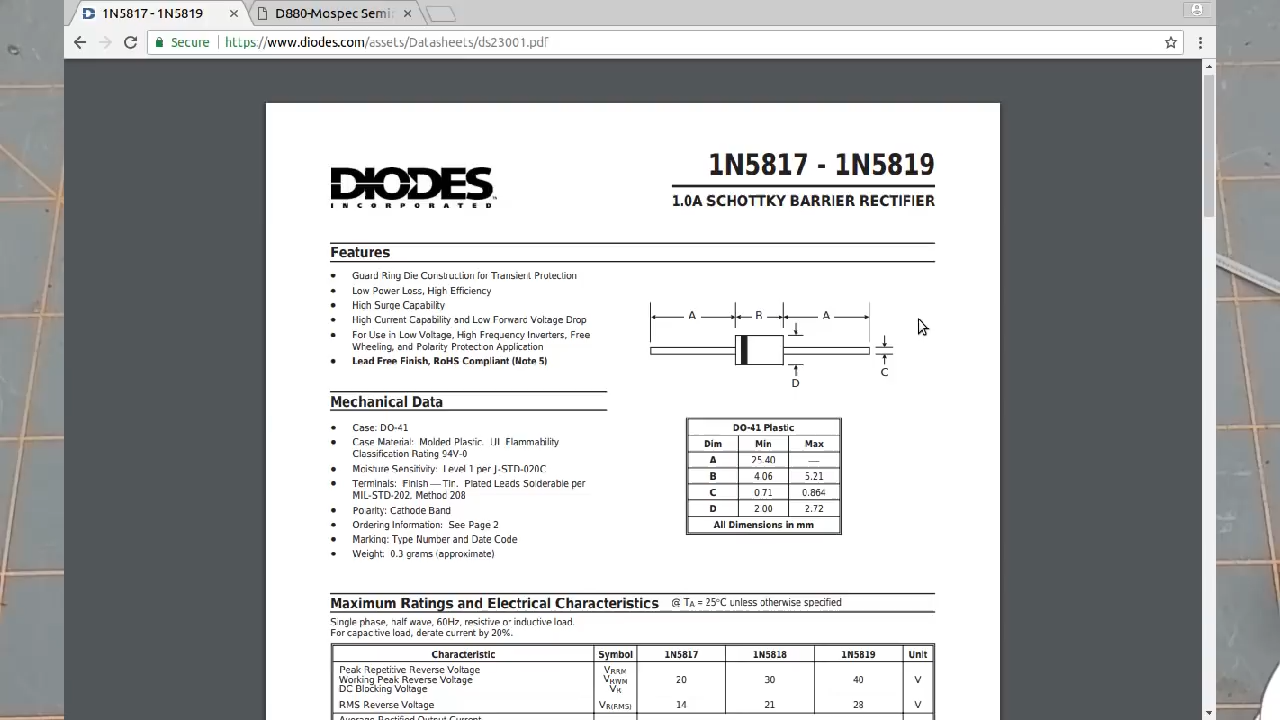 1N5817 - 1N5819
D880-Mospec Semi
Secure
https://www.diodes.com/assets/Datasheets/ds23001.pdf
DIODES
INCORPORATED
1N5817 - 1N5819
1.0A SCHOTTKY BARRIER RECTIFIER
Features
Guard Ring Die Construction for Transient Protection
Low Power Loss, High Efficiency
High Surge Capability
High Current Capability and Low Forward Voltage Drop
For Use in Low Voltage, High Frequency Inverters, Free
Wheeling, and Polarity Protection Application
Lead Free Finish, RoHS Compliant (Note 5)
A B A
D
C
Mechanical Data
Case: DO-41
Case Material: Molded Plastic. UL Flammability
Classification Rating 94V-0
Moisture Sensitivity: Level 1 per J-STD-020C
Terminals: Finish — Tin. Plated Leads Solderable per
MIL-STD-202, Method 208
Polarity: Cathode Band
Ordering Information: See Page 2
Marking: Type Number and Date Code
Weight: 0.3 grams (approximate)
DO-41 Plastic
Dim Min Max
A 25.40 —
B 4.06 5.21
C 0.71 0.864
D 2.00 2.72
All Dimensions in mm
Maximum Ratings and Electrical Characteristics @ TA = 25°C unless otherwise specified
Single phase, half wave, 60Hz, resistive or inductive load.
For capacitive load, derate current by 20%.
Characteristic Symbol 1N5817 1N5818 1N5819 Unit
Peak Repetitive Reverse Voltage VRRM
Working Peak Reverse Voltage VRWM 20 30 40 V
DC Blocking Voltage VR
RMS Reverse Voltage VR(RMS) 14 21 28 V
Average Rectified Output Current